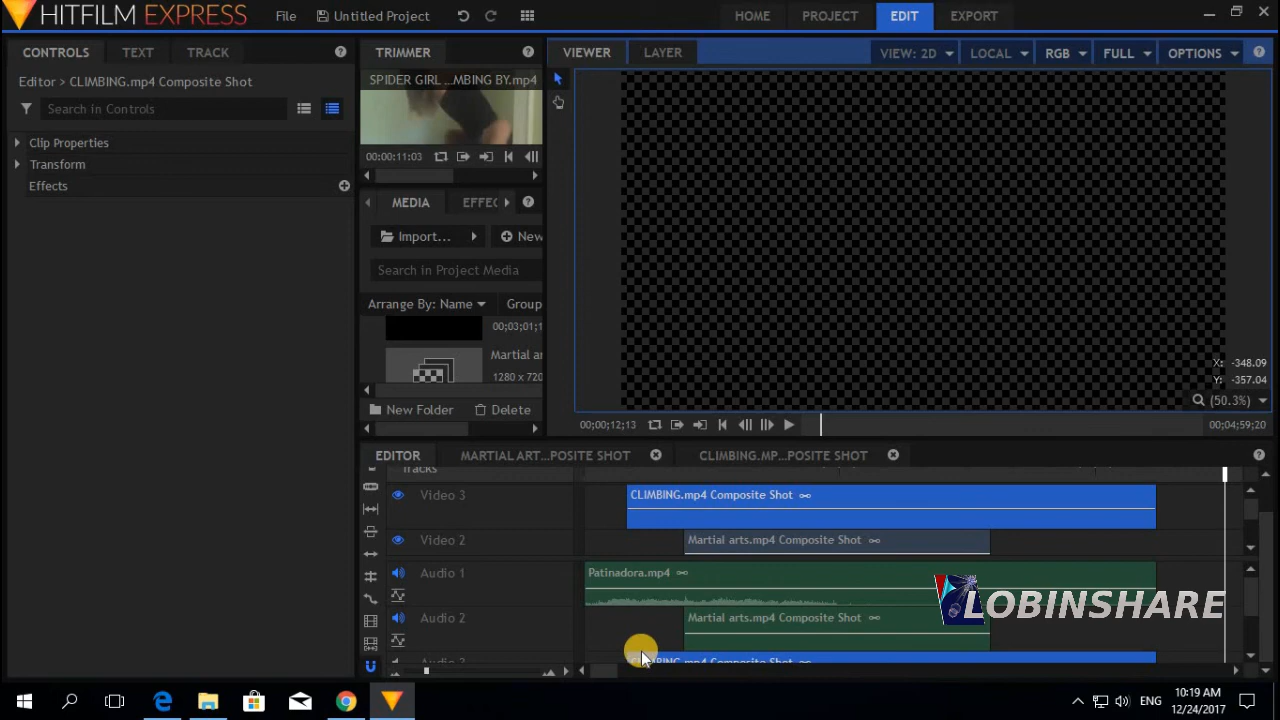 HITFILM EXPRESS
File
Untitled Project
HOME
PROJECT
EDIT
EXPORT
CONTROLS
TEXT
TRACK
Editor > CLIMBING.mp4 Composite Shot
Search in Controls
Clip Properties
Transform
Effects
TRIMMER
SPIDER GIRL ...MBING BY.mp4
00:00:11:03
MEDIA
EFFEC
Import...
New
Search in Project Media
Arrange By: Name
Group
00;03;01;1
Martial ar
1280 x 720
New Folder
Delete
VIEWER
LAYER
VIEW: 2D
LOCAL
RGB
FULL
OPTIONS
X: -348.09
Y: -357.04
(50.3%)
00;00;12;13
00;04;59;20
EDITOR
MARTIAL ART...POSITE SHOT
CLIMBING.MP...POSITE SHOT
Tracks
Video 3
CLIMBING.mp4 Composite Shot
Video 2
Martial arts.mp4 Composite Shot
Audio 1
Patinadora.mp4
Audio 2
Martial arts.mp4 Composite Shot
LOBINSHARE
ENG
10:19 AM
12/24/2017